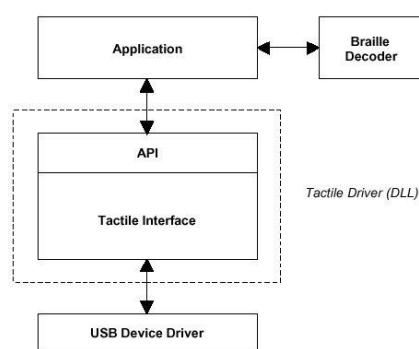 Application
Braille
Decoder
API
Tactile Interface
Tactile Driver (DLL)
USB Device Driver